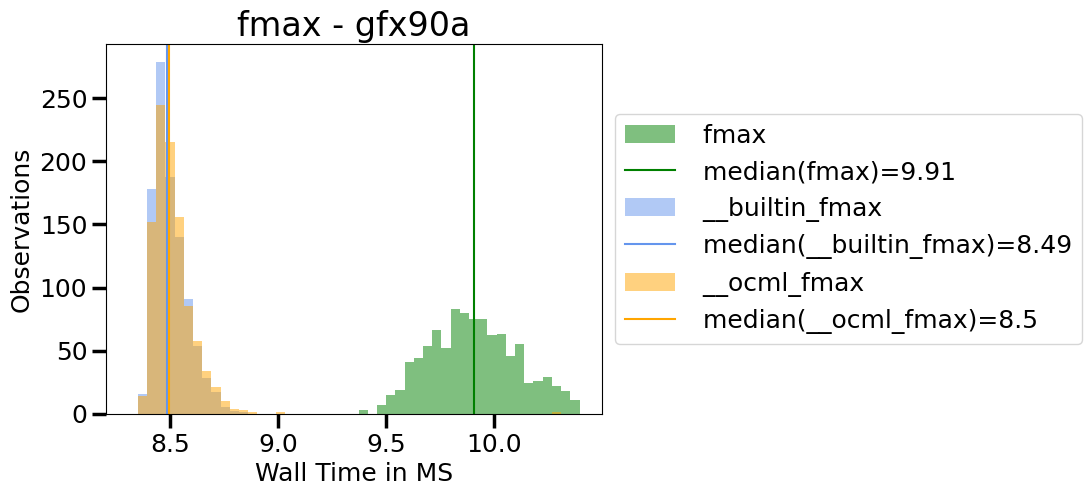 fmax - gfx90a
Observations
250
200
150
100
50
0
8.5 9.0 9.5 10.0
Wall Time in MS
fmax
median(fmax)=9.91
__builtin_fmax
median(__builtin_fmax)=8.49
__ocml_fmax
median(__ocml_fmax)=8.5